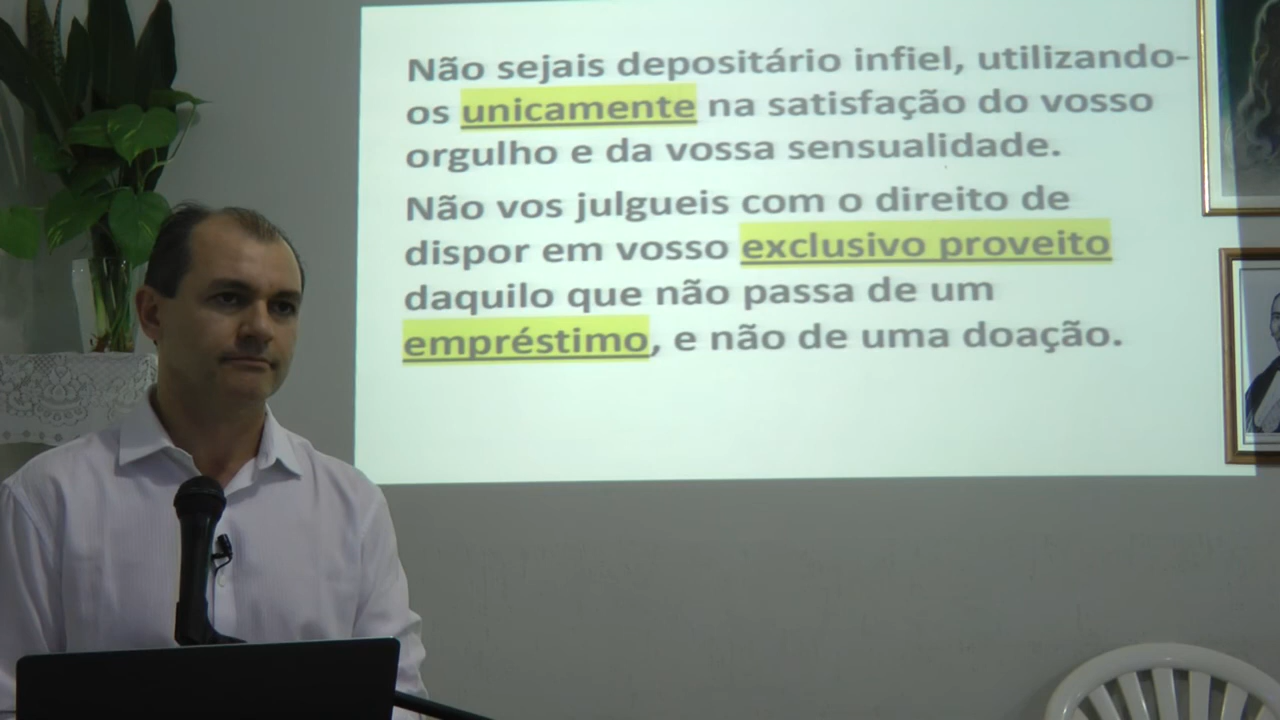 Não sejais depositário infiel, utilizando-
os unicamente na satisfação do vosso
orgulho e da vossa sensualidade.
Não vos julgueis com o direito de
dispor em vosso exclusivo proveito
daquilo que não passa de um
empréstimo, e não de uma doação.